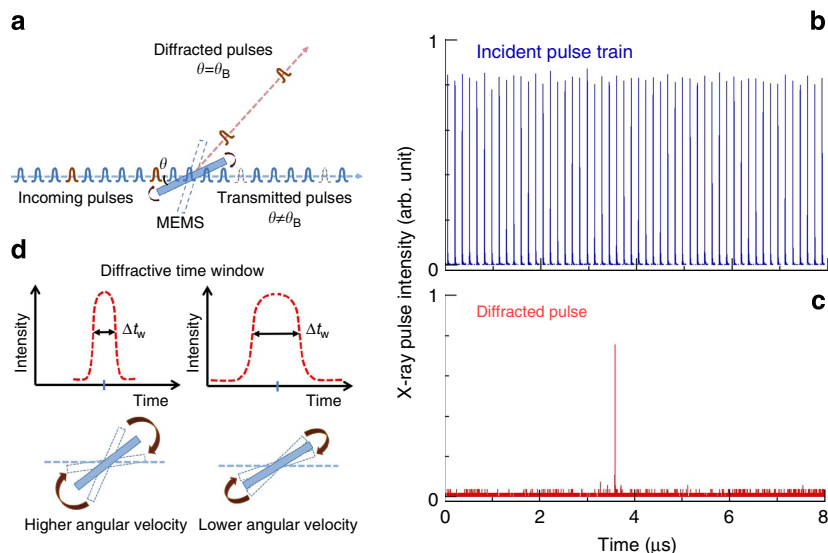 a
Diffracted pulses
θ=θB
θ
Incoming pulses
Transmitted pulses
MEMS
θ≠θB
b
1
Incident pulse train
0
X-ray pulse intensity (arb. unit)
c
1
Diffracted pulse
0
0 2 4 6 8
Time (μs)
d
Diffractive time window
Intensity
Δtw
Time
Intensity
Δtw
Time
Higher angular velocity
Lower angular velocity